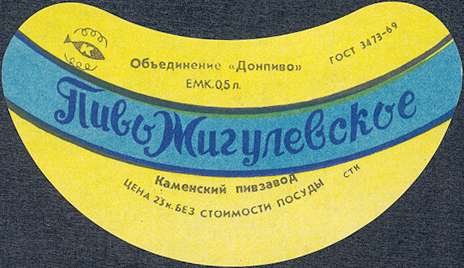 Объединение «Донпиво»
ГОСТ 3473-69
ЕМК. 0,5 л.
Пиво Жигулевское
Каменский пивзавод
ЦЕНА 23 к. БЕЗ СТОИМОСТИ ПОСУДЫ